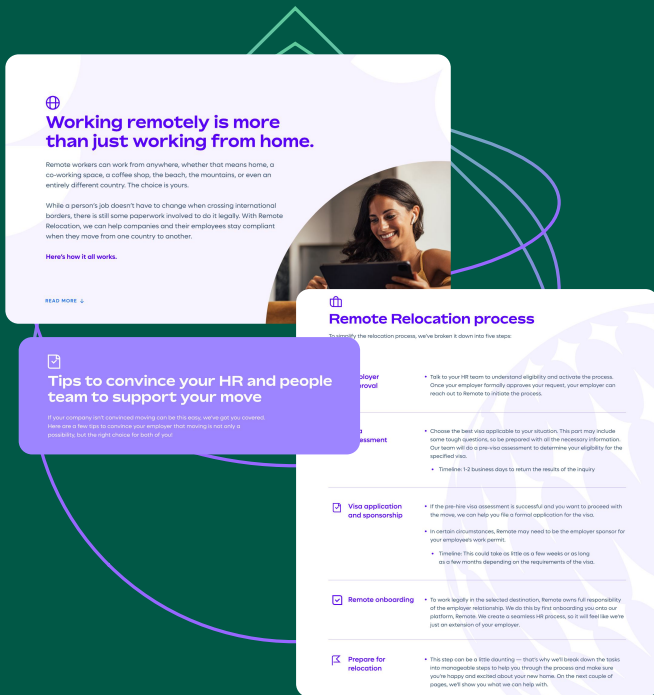 Working remotely is more
than just working from home.
Remote workers can work from anywhere, whether that means home, a
co-working space, a coffee shop, the beach, the mountains, or even an
entirely different country. The choice is yours.
While a person's job doesn't have to change when crossing international
borders, there is still some paperwork involved to do it legally. With Remote
Relocation, we can help companies and their employees stay compliant
when they move from one country to another.
Here's how it all works.
READ MORE ↓
Tips to convince your HR and people
team to support your move
If your company isn't convinced moving can be this easy, we've got you covered.
Here are a few tips to convince your employer that moving is not only a
possibility, but the right choice for both of you!
Remote Relocation process
To simplify the relocation process, we've broken it down into five steps:
• Talk to your HR team to understand eligibility and activate the process.
Once your employer formally approves your request, your employer can
reach out to Remote to initiate the process.
• Choose the best visa applicable to your situation. This part may include
some tough questions, so be prepared with all the necessary information.
Our team will do a pre-visa assessment to determine your eligibility for the
specified visa.
• Timeline: 1-2 business days to return the results of the inquiry
Visa application
and sponsorship
• If the pre-hire visa assessment is successful and you want to proceed with
the move, we can help you file a formal application for the visa.
• In certain circumstances, Remote may need to be the employer sponsor for
your employee's work permit.
• Timeline: This could take as little as a few weeks or as long
as a few months depending on the requirements of the visa.
Remote onboarding
• To work legally in the selected destination, Remote owns full responsibility
of the employer relationship. We do this by first onboarding you onto our
platform, Remote. We create a seamless HR process, so it will feel like we're
just an extension of your employer.
Prepare for
relocation
• This step can be a little daunting — that's why we'll break down the tasks
into manageable steps to help you through the process and make sure
you're happy and excited about your new home. On the next couple of
pages, we'll show you what we can help with.